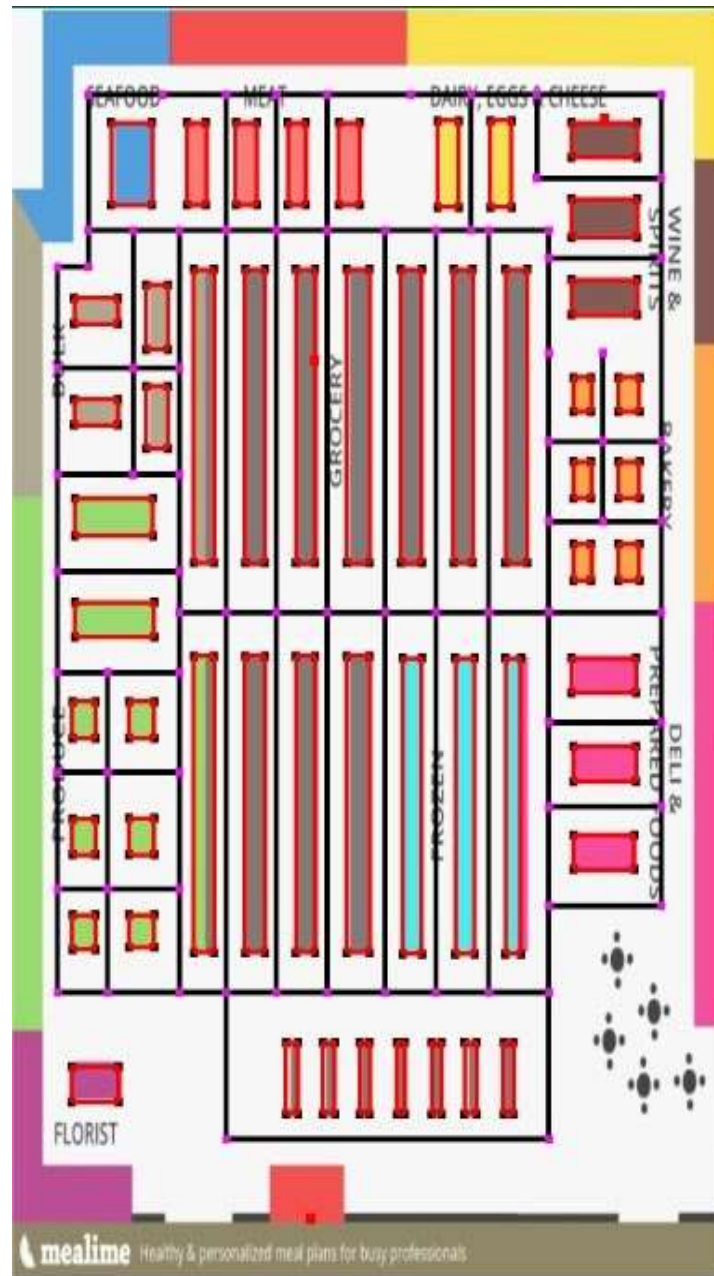 SEAFOOD
MEAT
DAIRY, EGGS & CHEESE
WINE &
SPIRITS
BULK
GROCERY
BAKERY
PREPARED FOODS
DELI &
PRODUCE
FROZEN
FLORIST
mealime Healthy & personalized meal plans for busy professionals